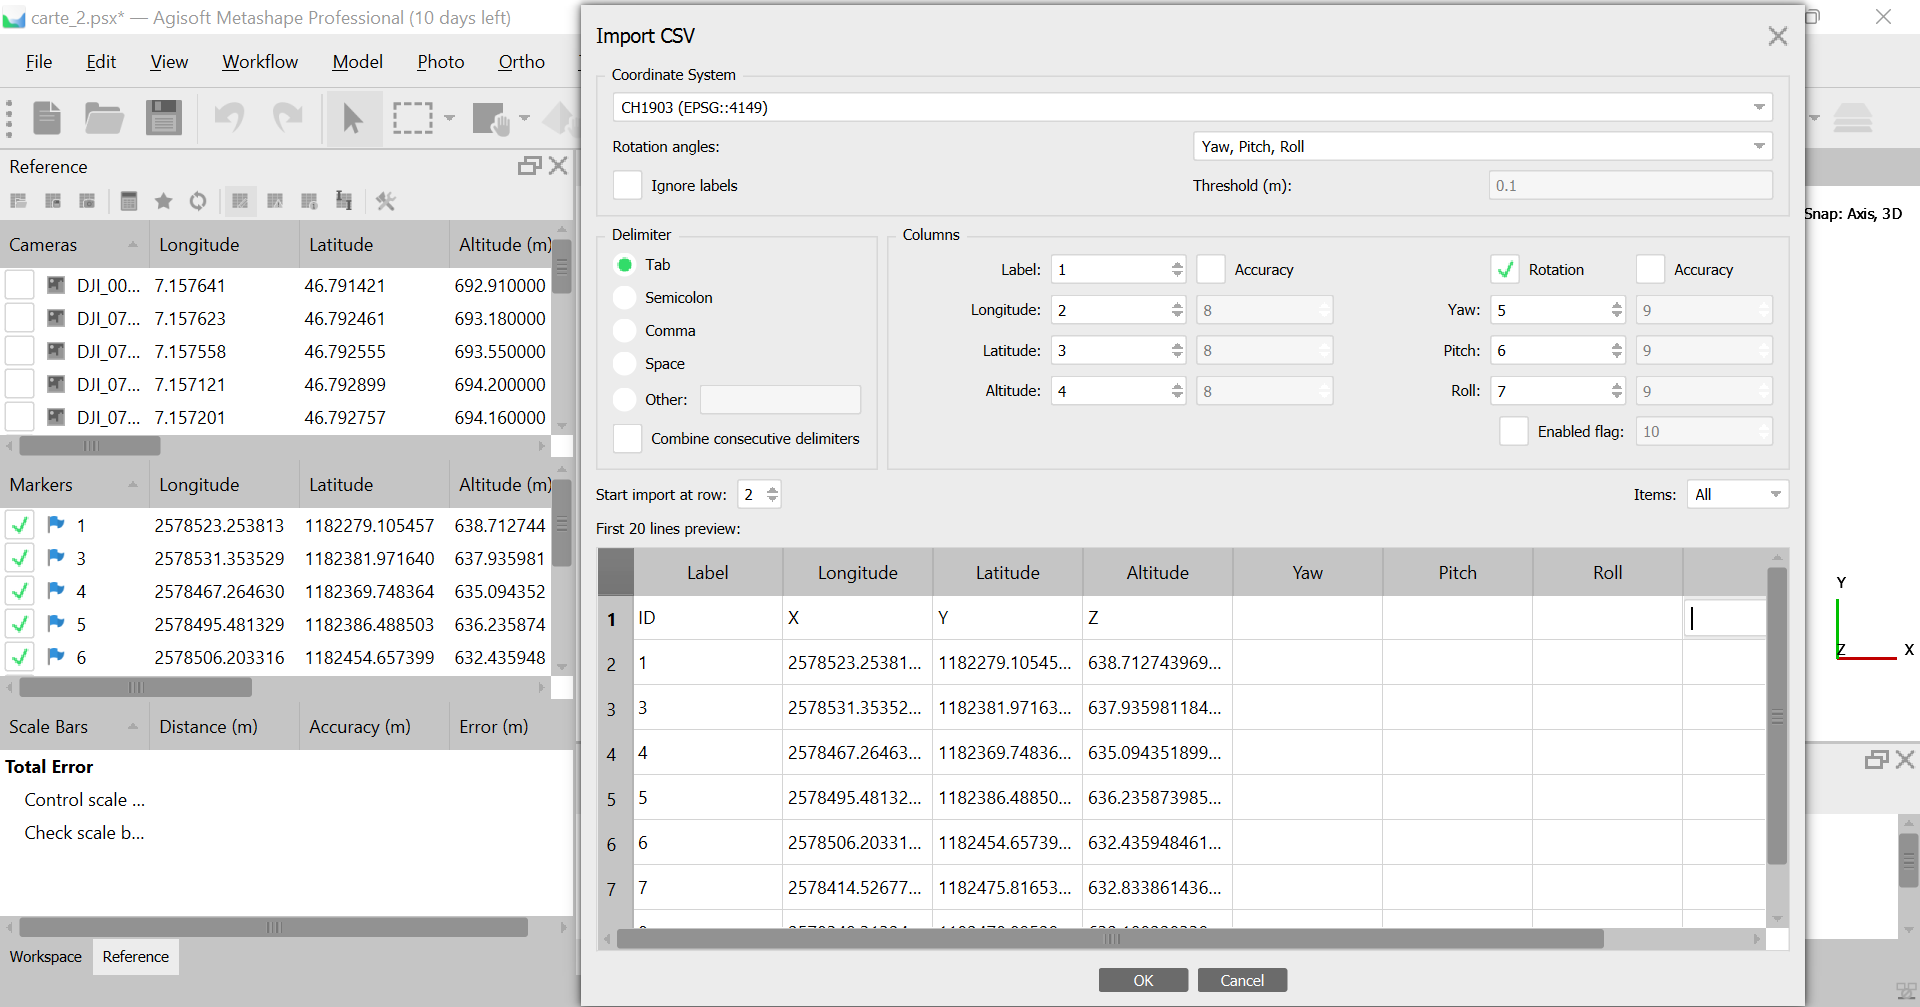 carte_2.psx* — Agisoft Metashape Professional (10 days left)
File Edit View Workflow Model Photo Ortho
Reference
Cameras Longitude Latitude Altitude (m)
DJI_00... 7.157641 46.791421 692.910000
DJI_07... 7.157623 46.792461 693.180000
DJI_07... 7.157558 46.792555 693.550000
DJI_07... 7.157121 46.792899 694.200000
DJI_07... 7.157201 46.792757 694.160000
Markers Longitude Latitude Altitude (m)
1 2578523.253813 1182279.105457 638.712744
3 2578531.353529 1182381.971640 637.935981
4 2578467.264630 1182369.748364 635.094352
5 2578495.481329 1182386.488503 636.235874
6 2578506.203316 1182454.657399 632.435948
Scale Bars Distance (m) Accuracy (m) Error (m)
Total Error
Control scale ...
Check scale b...
Workspace Reference
Import CSV
Coordinate System
CH1903 (EPSG::4149)
Rotation angles: Yaw, Pitch, Roll
Ignore labels Threshold (m): 0.1
Delimiter
Tab
Semicolon
Comma
Space
Other:
Combine consecutive delimiters
Columns
Label: 1 Accuracy Rotation Accuracy
Longitude: 2 8 Yaw: 5 9
Latitude: 3 8 Pitch: 6 9
Altitude: 4 8 Roll: 7 9
Enabled flag: 10
Start import at row: 2 Items: All
First 20 lines preview:
Label Longitude Latitude Altitude Yaw Pitch Roll
1 ID X Y Z
2 1 2578523.25381... 1182279.10545... 638.712743969...
3 3 2578531.35352... 1182381.97163... 637.935981184...
4 4 2578467.26463... 1182369.74836... 635.094351899...
5 5 2578495.48132... 1182386.48850... 636.235873985...
6 6 2578506.20331... 1182454.65739... 632.435948461...
7 7 2578414.52677... 1182475.81653... 632.833861436...
OK Cancel
Snap: Axis, 3D
Y
Z X